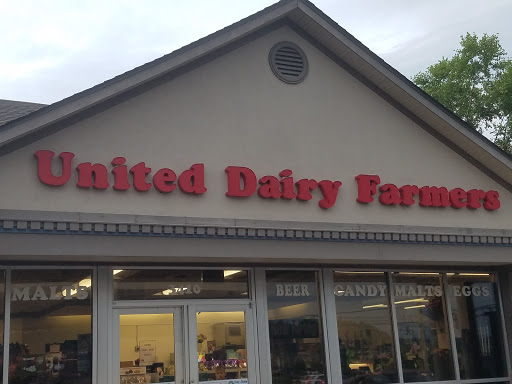 United Dairy Farmers
MALTS BEER CANDY MALTS EGGS